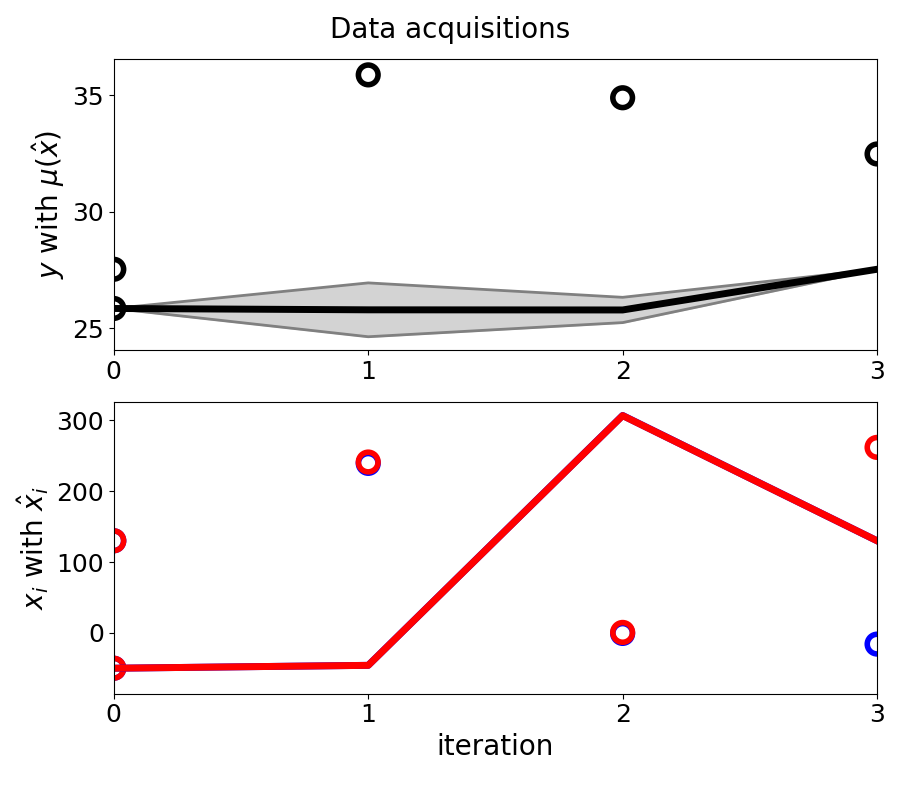 Data acquisitions
y with μ(x̂)
35
30
25
0 1 2 3
x_i with x̂_i
300
200
100
0
0 1 2 3
iteration